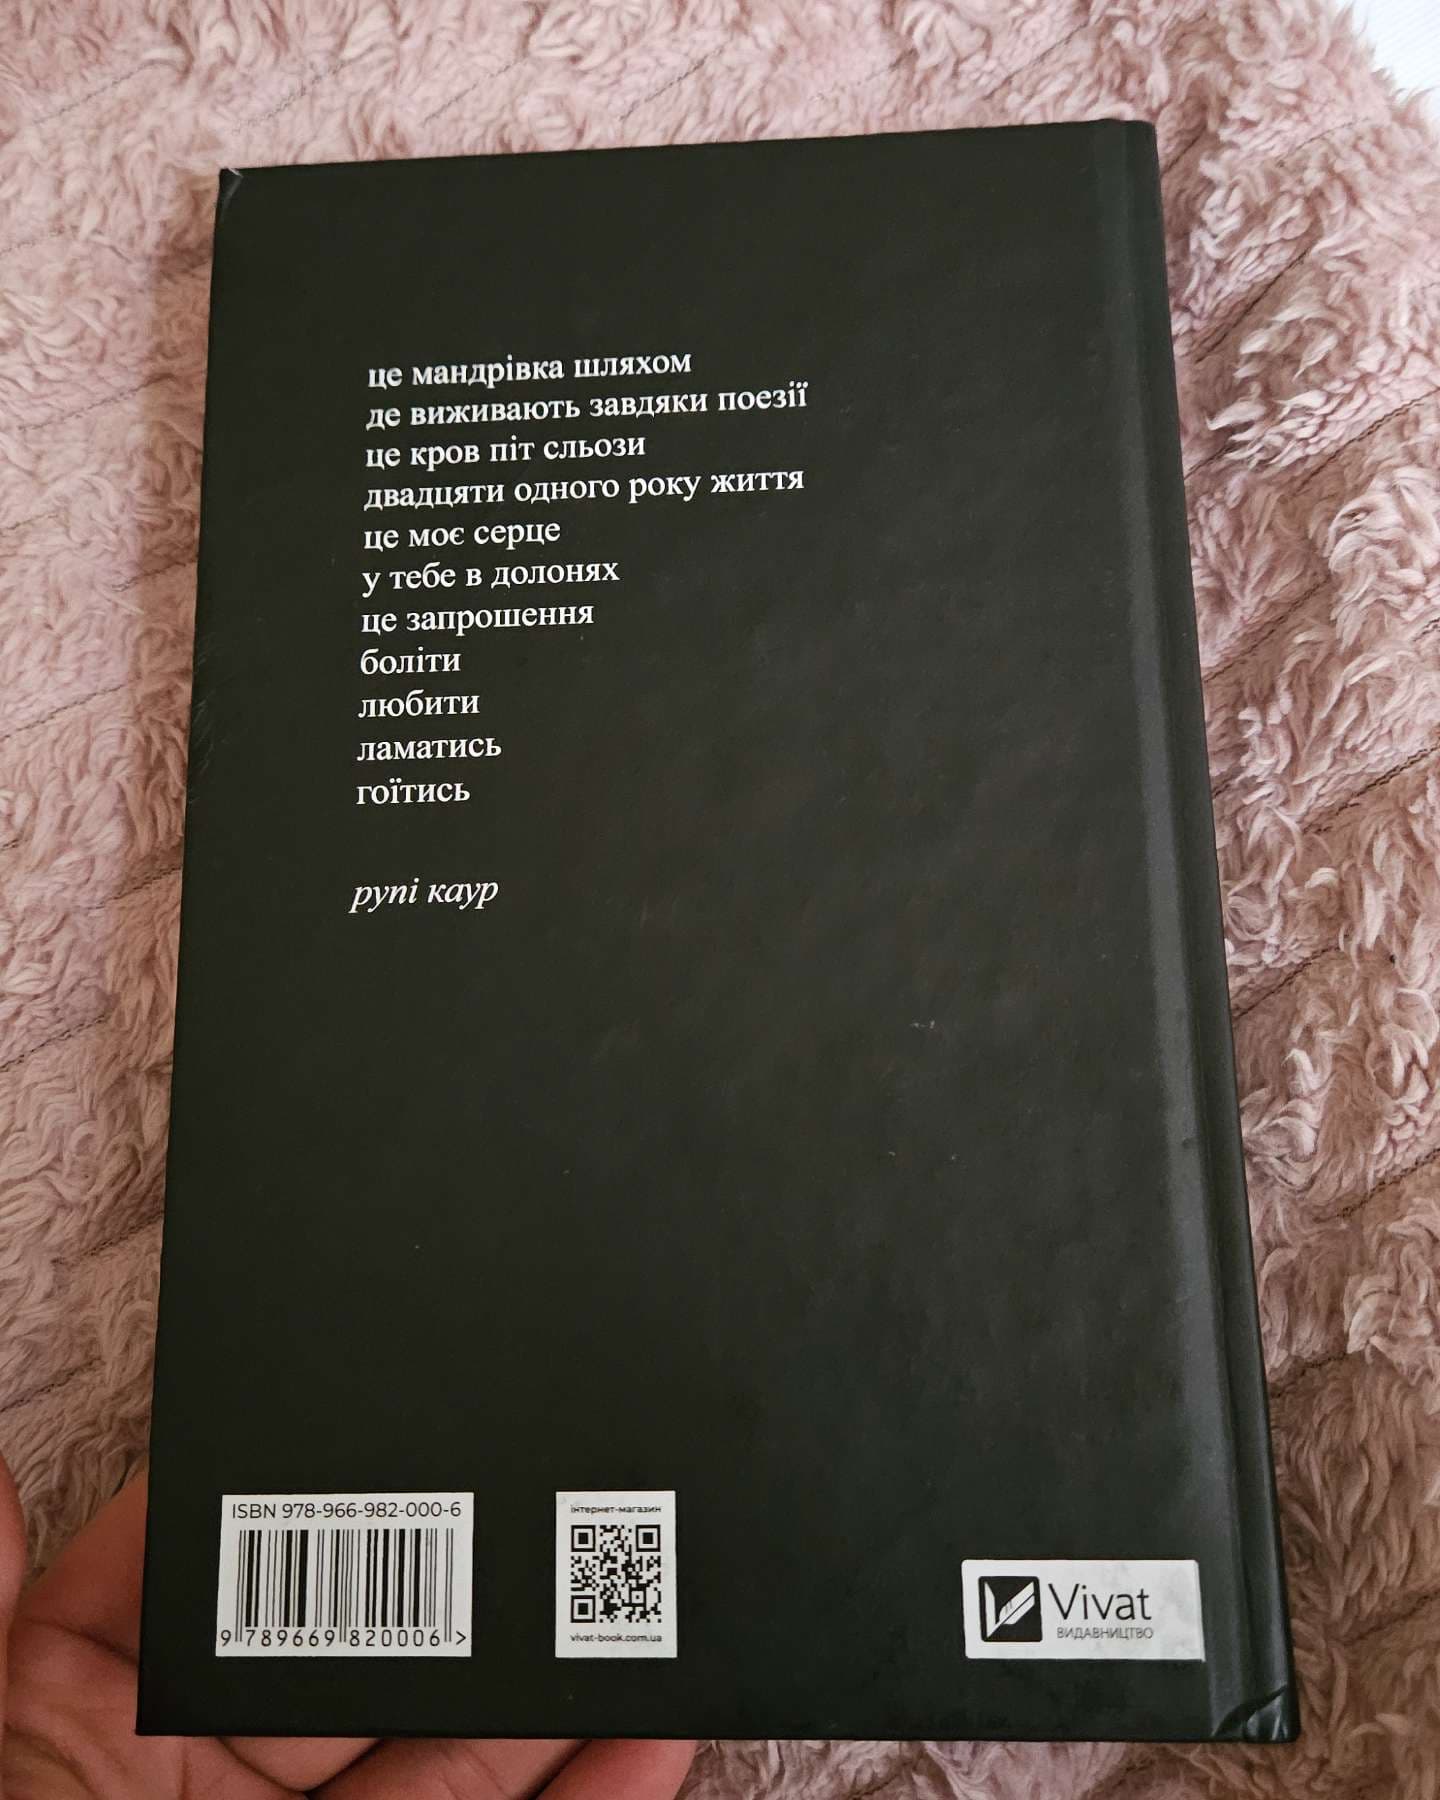 це мандрівка шляхом
де виживають завдяки поезії
це кров піт сльози
двадцяти одного року життя
це моє серце
у тебе в долонях
це запрошення
боліти
любити
ламатись
гоїтись
рупі каур
ISBN 978-966-982-000-6
9 789669 820006 >
інтернет-магазин
vivat-book.com.ua
Vivat
ВИДАВНИЦТВО